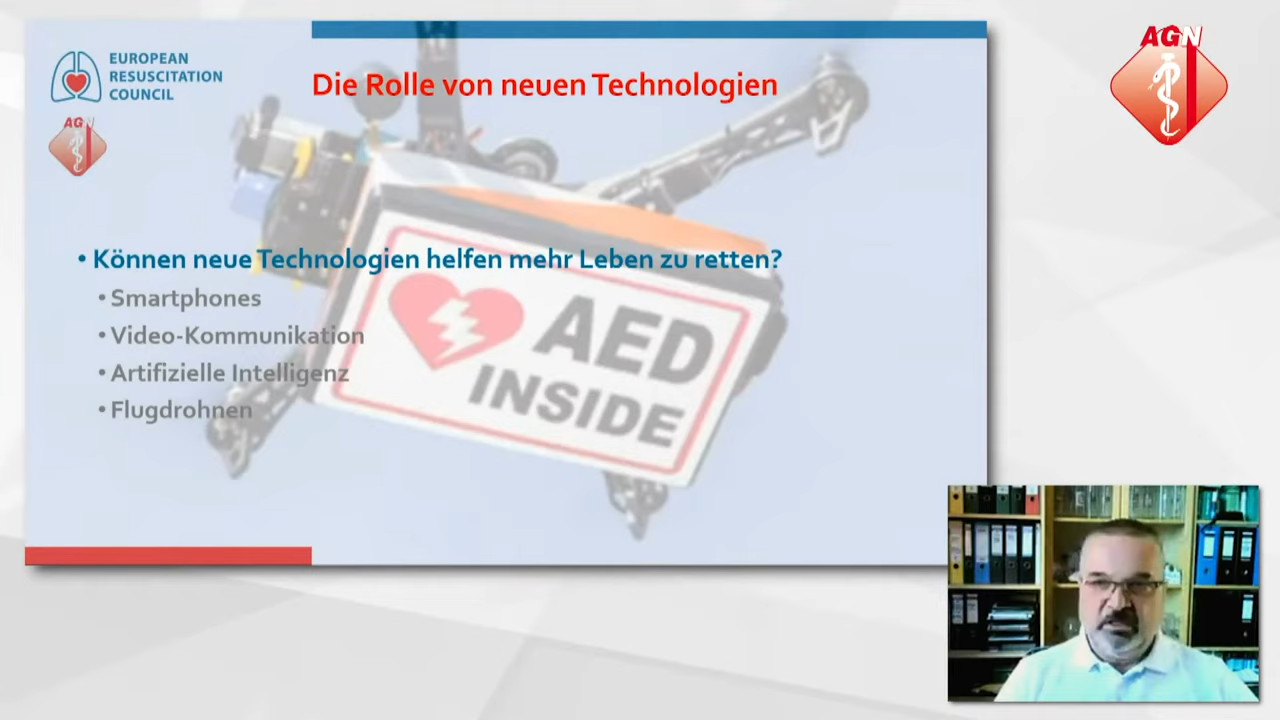 EUROPEAN
RESUSCITATION
COUNCIL
AGN
Die Rolle von neuen Technologien
AGN
• Können neue Technologien helfen mehr Leben zu retten?
• Smartphones
• Video-Kommunikation
• Artifizielle Intelligenz
• Flugdrohnen
AED
INSIDE